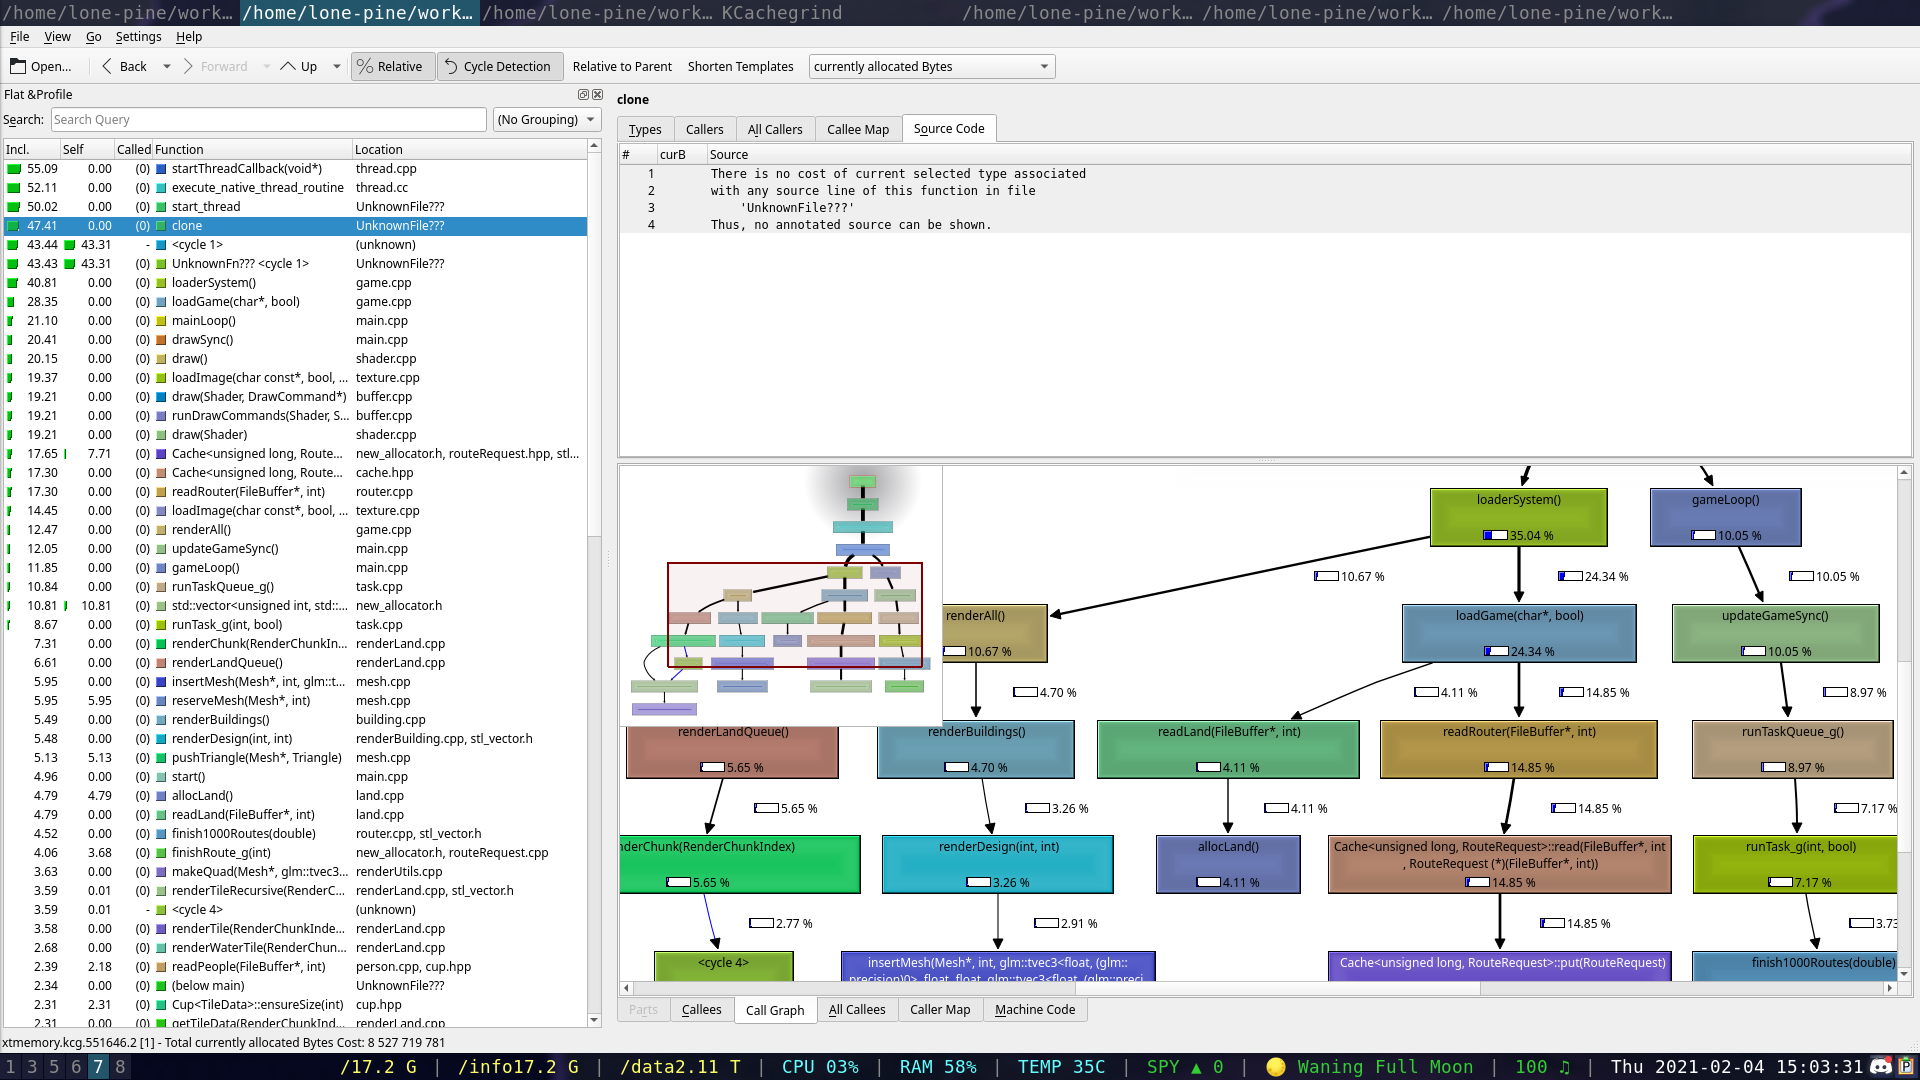 /home/lone-pine/work… /home/lone-pine/work… /home/lone-pine/work… KCachegrind /home/lone-pine/work… /home/lone-pine/work… /home/lone-pine/work…
File View Go Settings Help
Open... Back Forward Up Relative Cycle Detection Relative to Parent Shorten Templates currently allocated Bytes
Flat &Profile
Search: Search Query (No Grouping)
Incl. Self Called Function Location
55.09 0.00 (0) startThreadCallback(void*) thread.cpp
52.11 0.00 (0) execute_native_thread_routine thread.cc
50.02 0.00 (0) start_thread UnknownFile???
47.41 0.00 (0) clone UnknownFile???
43.44 43.31 - <cycle 1> (unknown)
43.43 43.31 (0) UnknownFn??? <cycle 1> UnknownFile???
40.81 0.00 (0) loaderSystem() game.cpp
28.35 0.00 (0) loadGame(char*, bool) game.cpp
21.10 0.00 (0) mainLoop() main.cpp
20.41 0.00 (0) drawSync() main.cpp
20.15 0.00 (0) draw() shader.cpp
19.37 0.00 (0) loadImage(char const*, bool, ... texture.cpp
19.21 0.00 (0) draw(Shader, DrawCommand*) buffer.cpp
19.21 0.00 (0) runDrawCommands(Shader, S... buffer.cpp
19.21 0.00 (0) draw(Shader) shader.cpp
17.65 7.71 (0) Cache<unsigned long, Route... new_allocator.h, routeRequest.hpp, stl...
17.30 0.00 (0) Cache<unsigned long, Route... cache.hpp
17.30 0.00 (0) readRouter(FileBuffer*, int) router.cpp
14.45 0.00 (0) loadImage(char const*, bool, ... texture.cpp
12.47 0.00 (0) renderAll() game.cpp
12.05 0.00 (0) updateGameSync() main.cpp
11.85 0.00 (0) gameLoop() main.cpp
10.84 0.00 (0) runTaskQueue_g() task.cpp
10.81 10.81 (0) std::vector<unsigned int, std::... new_allocator.h
8.67 0.00 (0) runTask_g(int, bool) task.cpp
7.31 0.00 (0) renderChunk(RenderChunkIn... renderLand.cpp
6.61 0.00 (0) renderLandQueue() renderLand.cpp
5.95 0.00 (0) insertMesh(Mesh*, int, glm::t... mesh.cpp
5.95 5.95 (0) reserveMesh(Mesh*, int) mesh.cpp
5.49 0.00 (0) renderBuildings() building.cpp
5.48 0.00 (0) renderDesign(int, int) renderBuilding.cpp, stl_vector.h
5.13 5.13 (0) pushTriangle(Mesh*, Triangle) mesh.cpp
4.96 0.00 (0) start() main.cpp
4.79 4.79 (0) allocLand() land.cpp
4.79 0.00 (0) readLand(FileBuffer*, int) land.cpp
4.52 0.00 (0) finish1000Routes(double) router.cpp, stl_vector.h
4.06 3.68 (0) finishRoute_g(int) new_allocator.h, routeRequest.cpp
3.63 0.00 (0) makeQuad(Mesh*, glm::tvec3... renderUtils.cpp
3.59 0.01 (0) renderTileRecursive(RenderC... renderLand.cpp, stl_vector.h
3.59 0.01 - <cycle 4> (unknown)
3.58 0.00 (0) renderTile(RenderChunkInde... renderLand.cpp
2.68 0.00 (0) renderWaterTile(RenderChun... renderLand.cpp
2.39 2.18 (0) readPeople(FileBuffer*, int) person.cpp, cup.hpp
2.34 0.00 (0) (below main) UnknownFile???
2.31 2.31 (0) Cup<TileData>::ensureSize(int) cup.hpp
2.31 0.00 (0) getTileData(RenderChunkInd... renderLand.cpp
clone
Types Callers All Callers Callee Map Source Code
# curB Source
1 There is no cost of current selected type associated
2 with any source line of this function in file
3 'UnknownFile???'
4 Thus, no annotated source can be shown.
loaderSystem() gameLoop()
35.04 % 10.05 %
10.67 % 24.34 % 10.05 %
renderAll() loadGame(char*, bool) updateGameSync()
10.67 % 24.34 % 10.05 %
4.70 % 4.11 % 14.85 % 8.97 %
renderLandQueue() renderBuildings() readLand(FileBuffer*, int) readRouter(FileBuffer*, int) runTaskQueue_g()
5.65 % 4.70 % 4.11 % 14.85 % 8.97 %
5.65 % 3.26 % 4.11 % 14.85 % 7.17 %
nderChunk(RenderChunkIndex) renderDesign(int, int) allocLand() Cache<unsigned long, RouteRequest>::read(FileBuffer*, int runTask_g(int, bool)
, RouteRequest (*)(FileBuffer*, int))
5.65 % 3.26 % 4.11 % 14.85 % 7.17 %
2.77 % 2.91 % 14.85 % 3.73
<cycle 4> insertMesh(Mesh*, int, glm::tvec3<float, (glm:: Cache<unsigned long, RouteRequest>::put(RouteRequest) finish1000Routes(double)
precision)0>, float, float, glm::tvec3<float, (glm::preci
Parts Callees Call Graph All Callees Caller Map Machine Code
xtmemory.kcg.551646.2 [1] - Total currently allocated Bytes Cost: 8 527 719 781
1 3 5 6 7 8 /17.2 G | /info17.2 G | /data2.11 T | CPU 03% | RAM 58% | TEMP 35C | SPY ▲ 0 | Waning Full Moon | 100 ♫ | Thu 2021-02-04 15:03:31